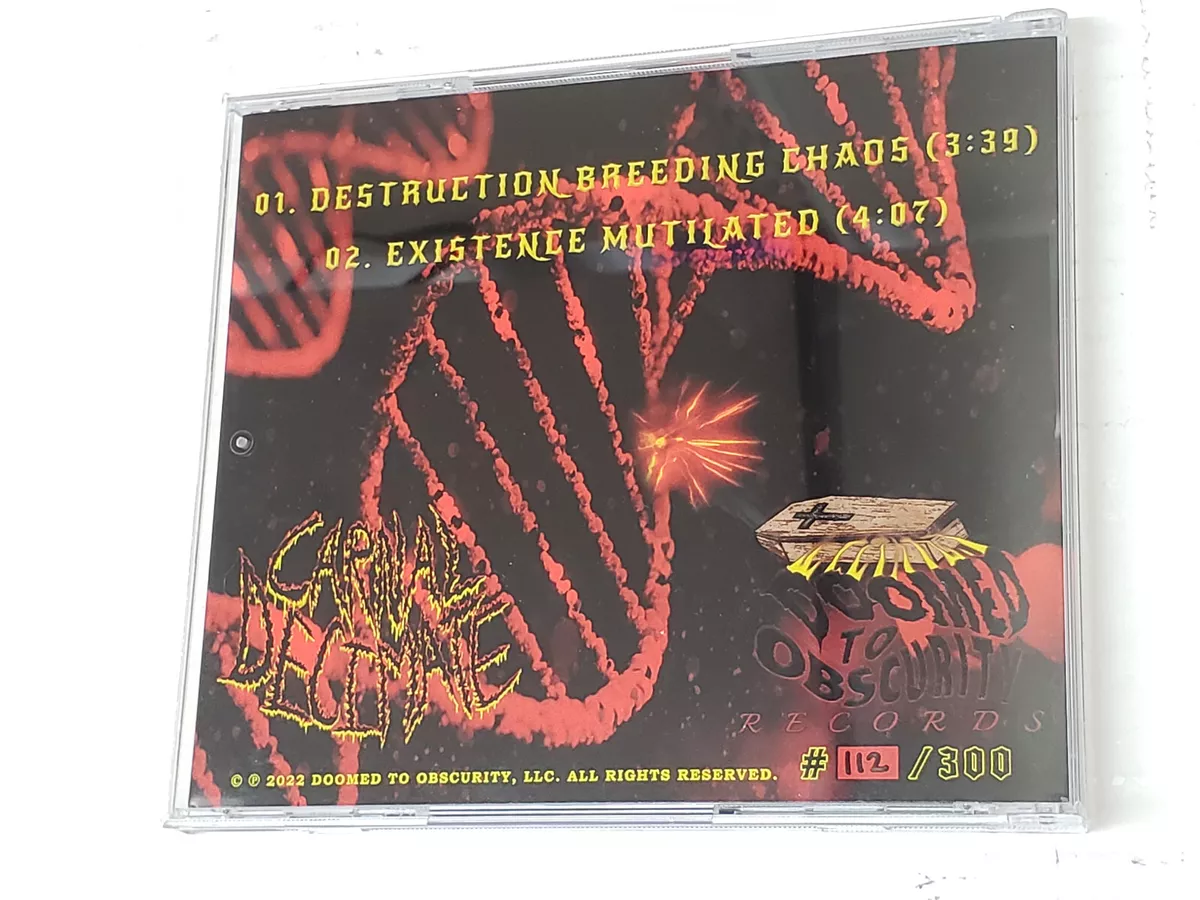 01. DESTRUCTION BREEDING CHAOS (3:39)
02. EXISTENCE MUTILATED (4:07)
CARNAL
DECIMATE
DOOMED
TO
OBSCURITY
RECORDS
© ℗ 2022 DOOMED TO OBSCURITY, LLC. ALL RIGHTS RESERVED.
# 112 /300